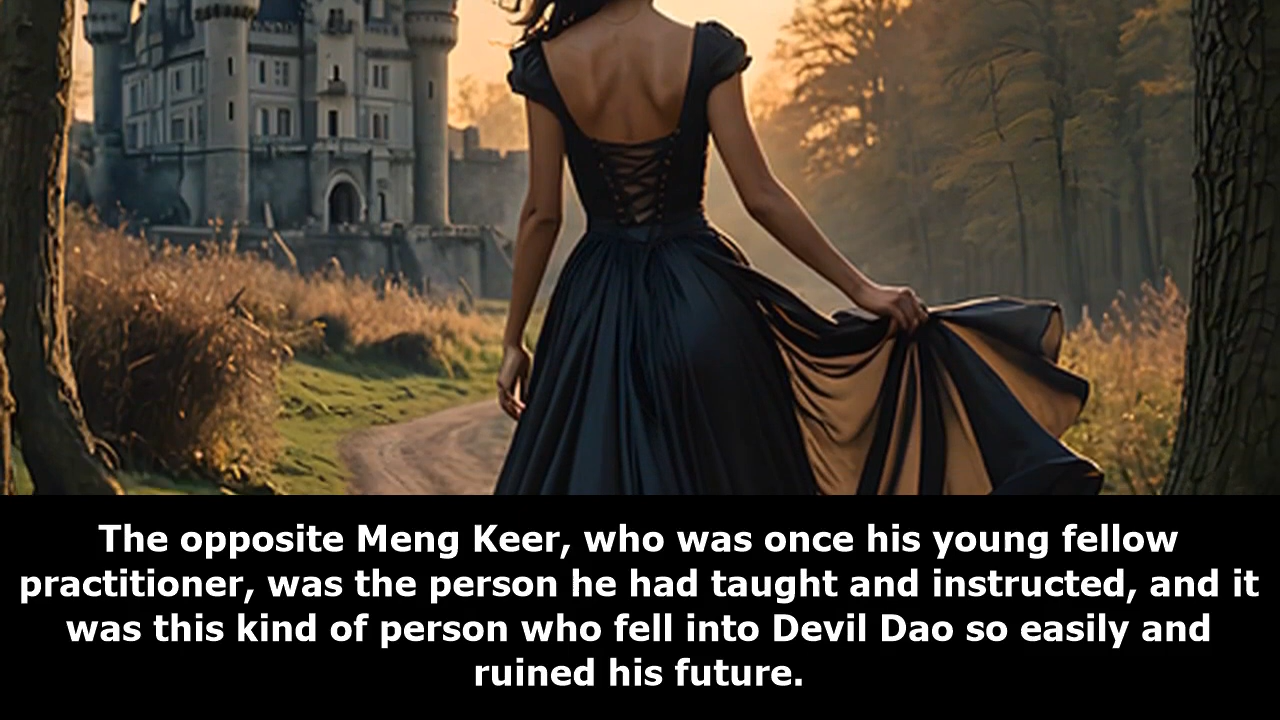 The opposite Meng Keer, who was once his young fellow
practitioner, was the person he had taught and instructed, and it
was this kind of person who fell into Devil Dao so easily and
ruined his future.